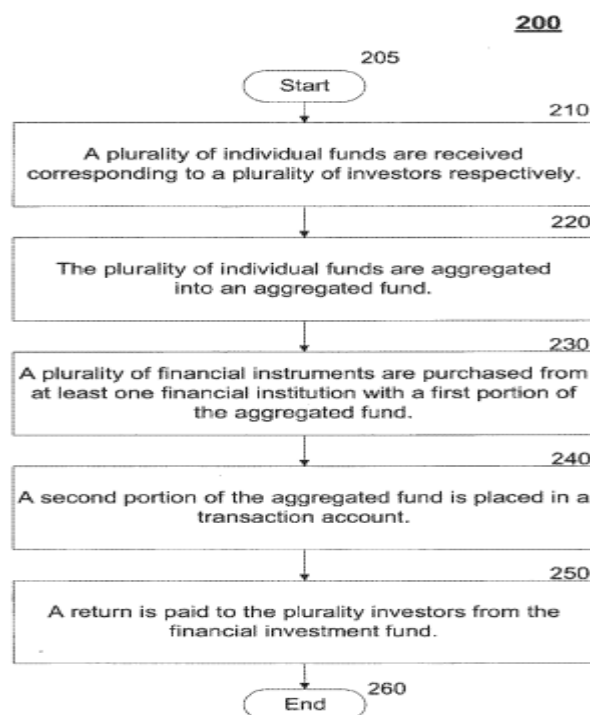 200
205
Start
210
A plurality of individual funds are received
corresponding to a plurality of investors respectively.
220
The plurality of individual funds are aggregated
into an aggregated fund.
230
A plurality of financial instruments are purchased from
at least one financial institution with a first portion of
the aggregated fund.
240
A second portion of the aggregated fund is placed in a
transaction account.
250
A return is paid to the plurality investors from the
financial investment fund.
260
End